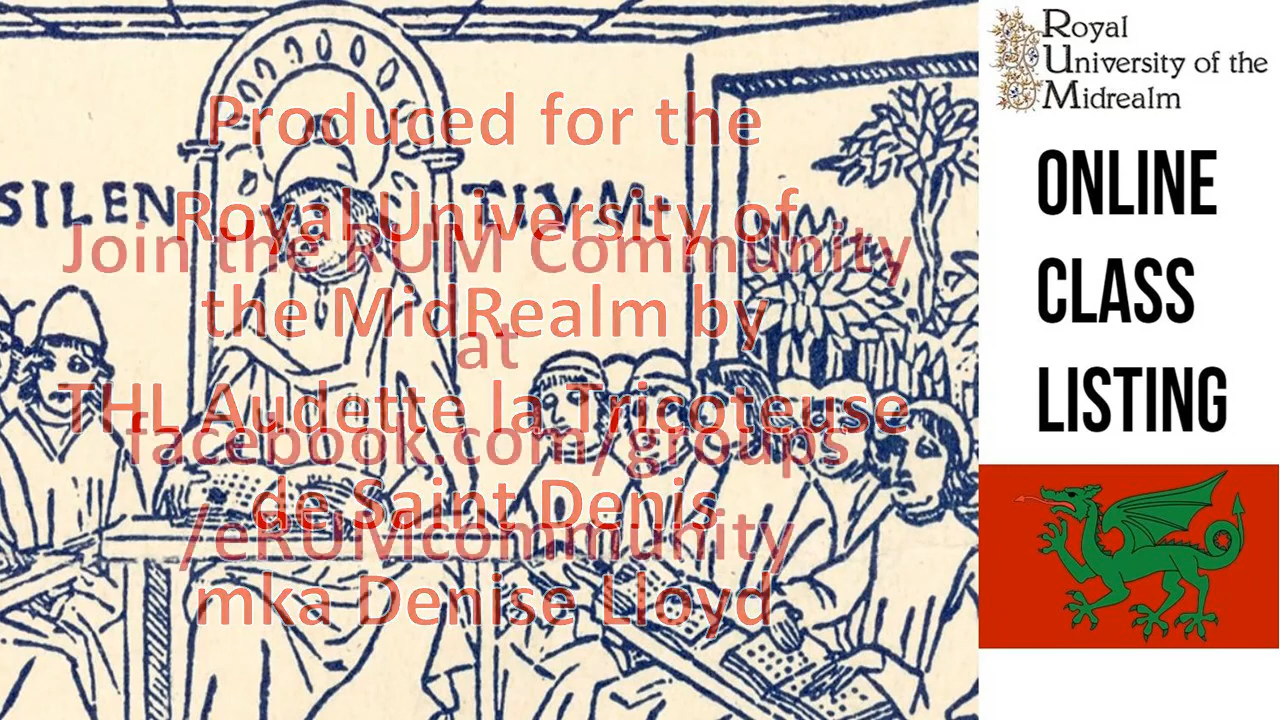 Produced for the
Royal University of
the MidRealm by
THL Audette la Tricoteuse
de Saint Denis
mka Denise Lloyd
Join the RUM Community
at
facebook.com/groups
/eRUMcommunity
SILEN
TIVM
Royal
University of the
Midrealm
ONLINE
CLASS
LISTING